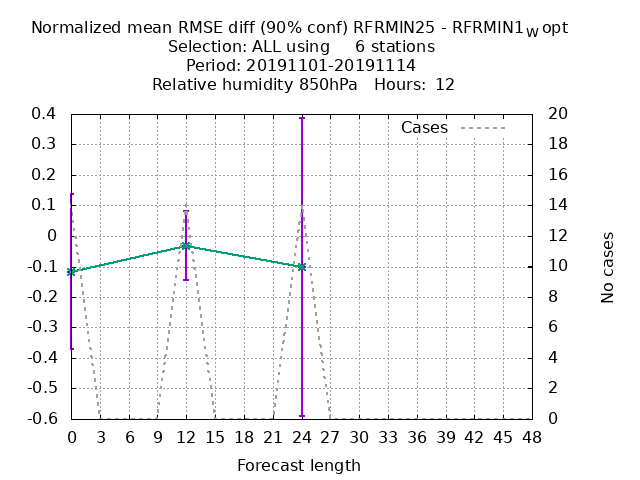 Normalized mean RMSE diff (90% conf) RFRMIN25 - RFRMIN1W opt
Selection: ALL using 6 stations
Period: 20191101-20191114
Relative humidity 850hPa Hours: 12
Cases
0.4
0.3
0.2
0.1
0
-0.1
-0.2
-0.3
-0.4
-0.5
-0.6
20
18
16
14
12
10
8
6
4
2
0
No cases
0 3 6 9 12 15 18 21 24 27 30 33 36 39 42 45 48
Forecast length